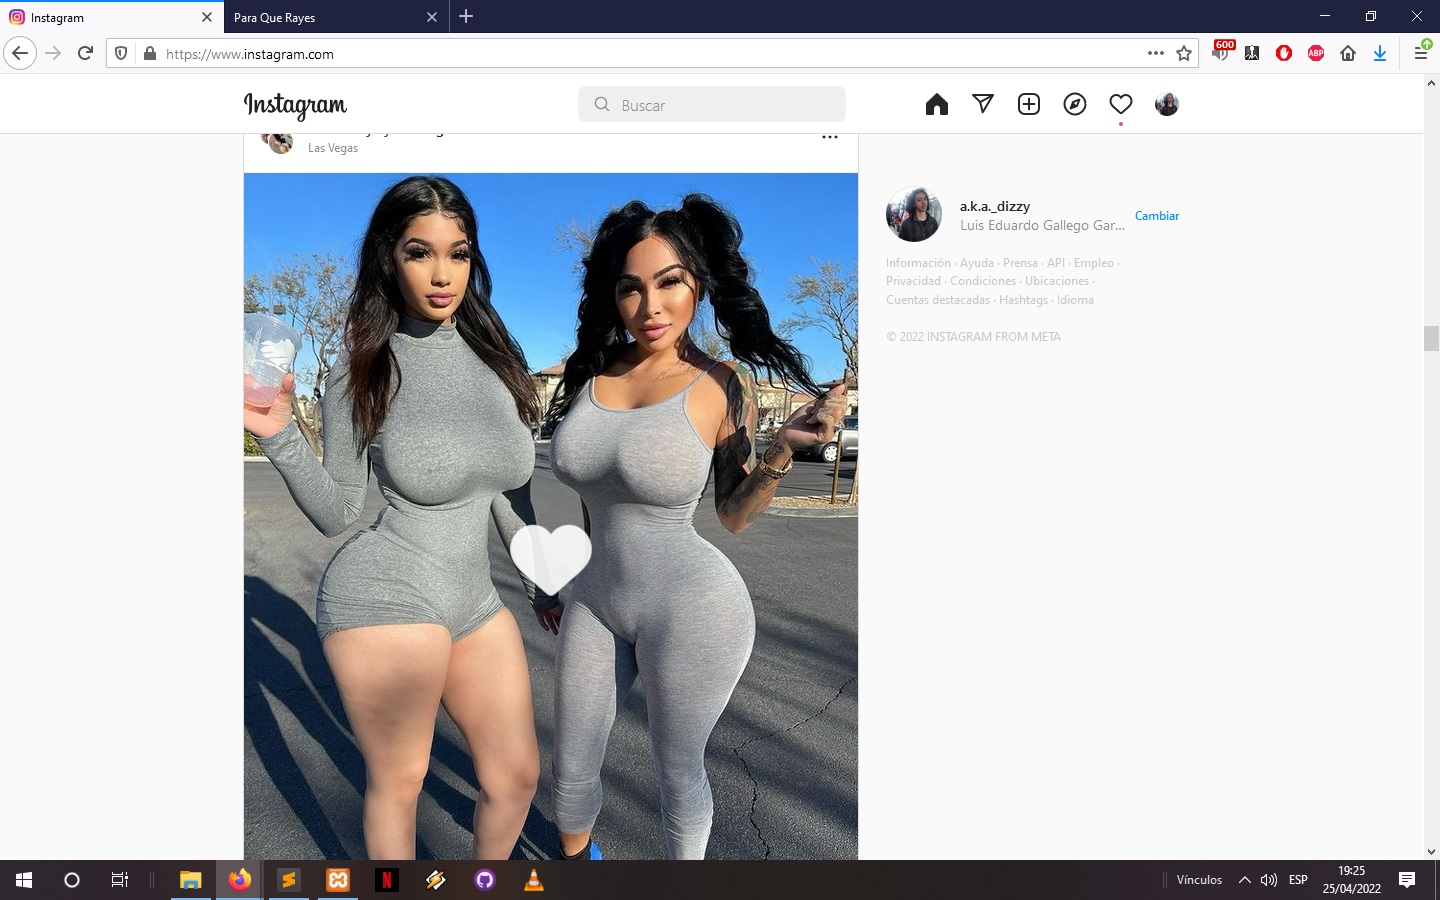 Instagram
Para Que Rayes
https://www.instagram.com
600
ABP
Instagram
Buscar
Las Vegas
a.k.a._dizzy
Luis Eduardo Gallego Gar...
Cambiar
Información · Ayuda · Prensa · API · Empleo ·
Privacidad · Condiciones · Ubicaciones ·
Cuentas destacadas · Hashtags · Idioma
© 2022 INSTAGRAM FROM META
N
Vínculos
ESP
19:25
25/04/2022